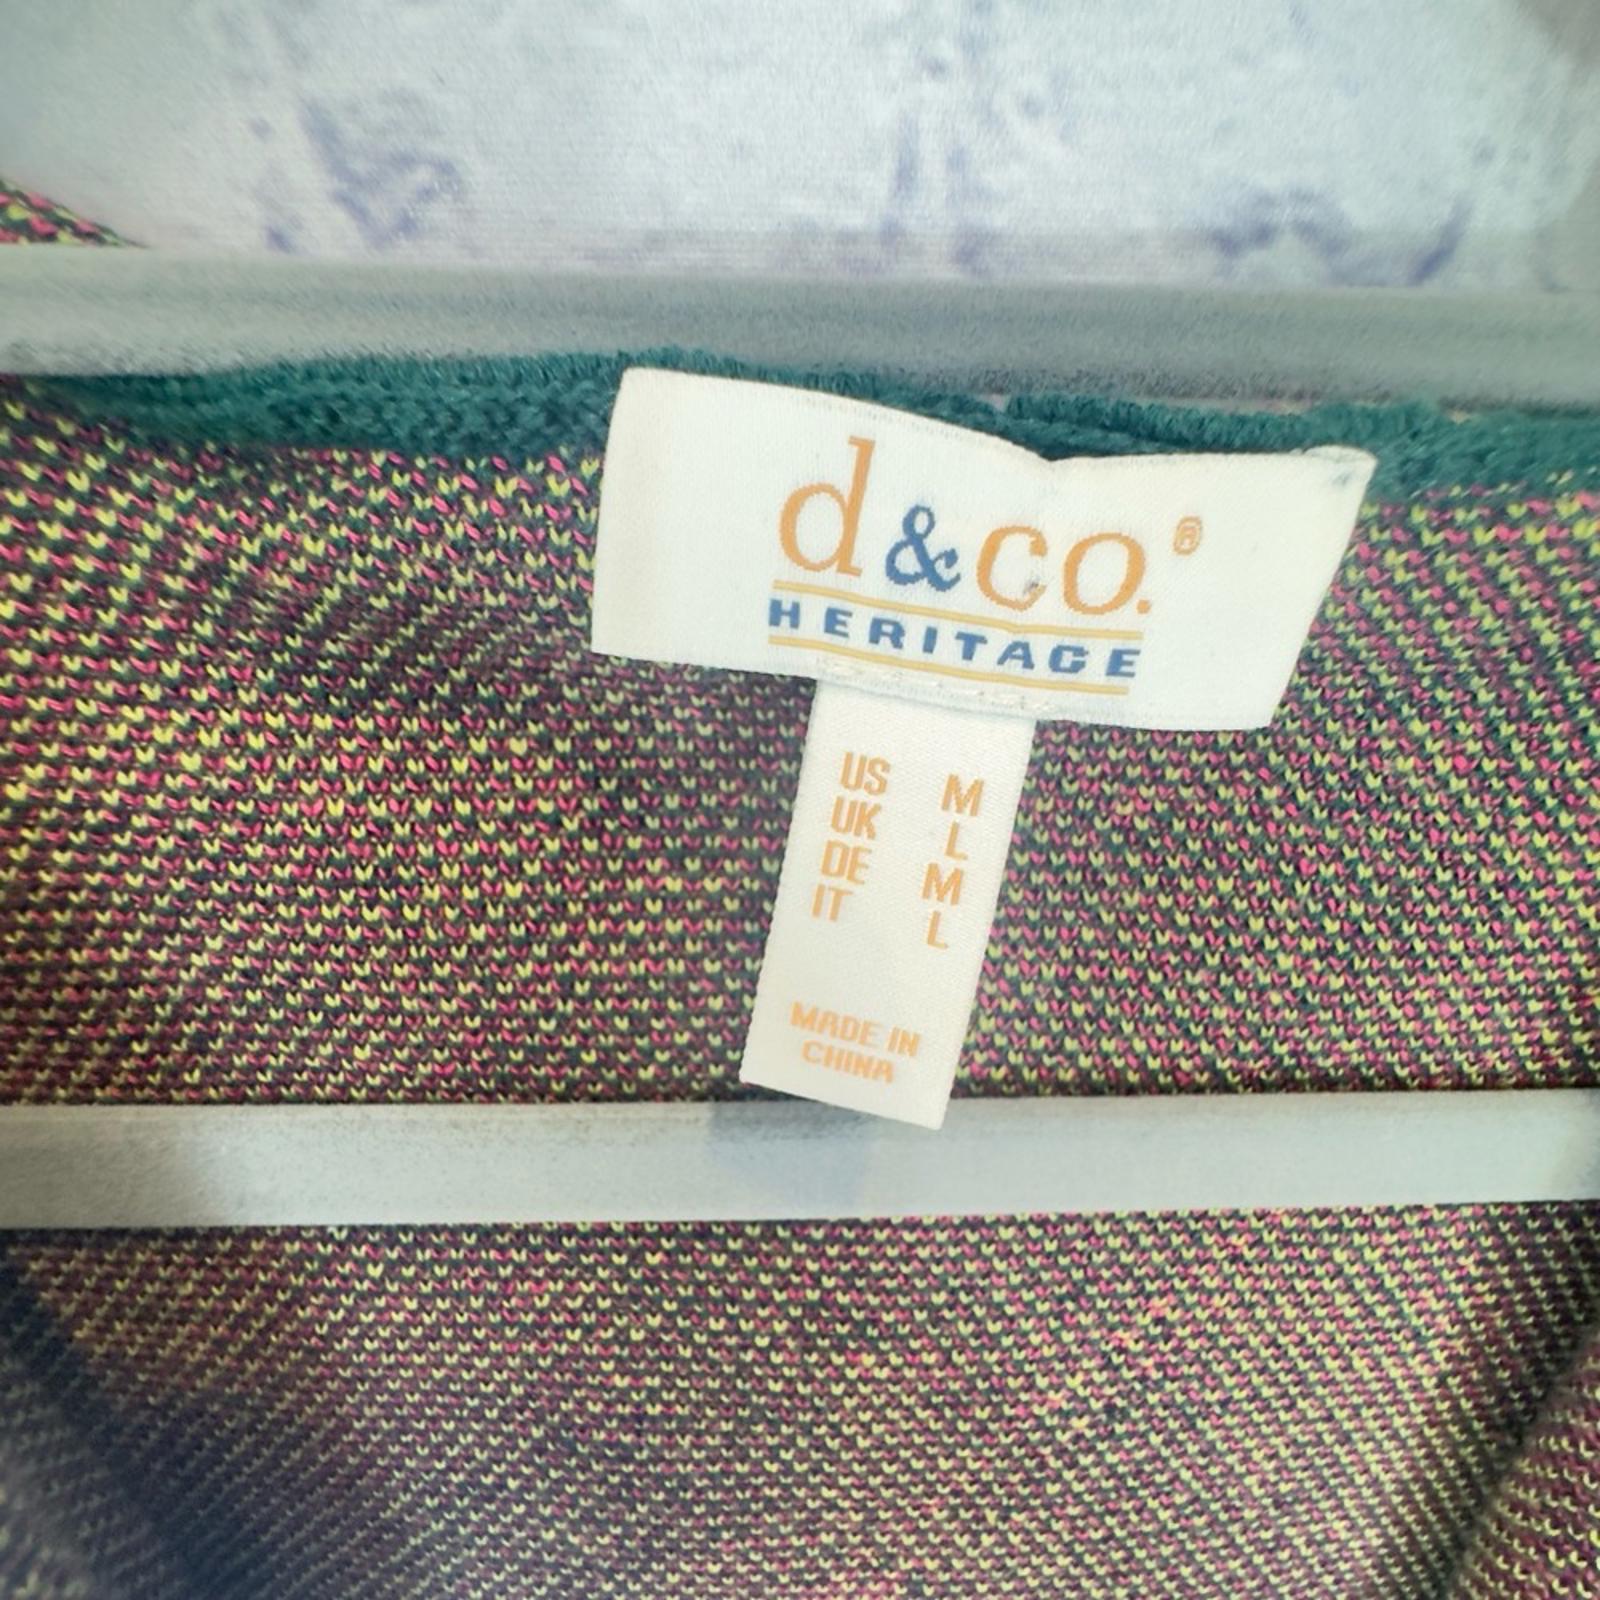 d&co.®
HERITAGE
US M
UK L
DE M
IT L
MADE IN
CHINA